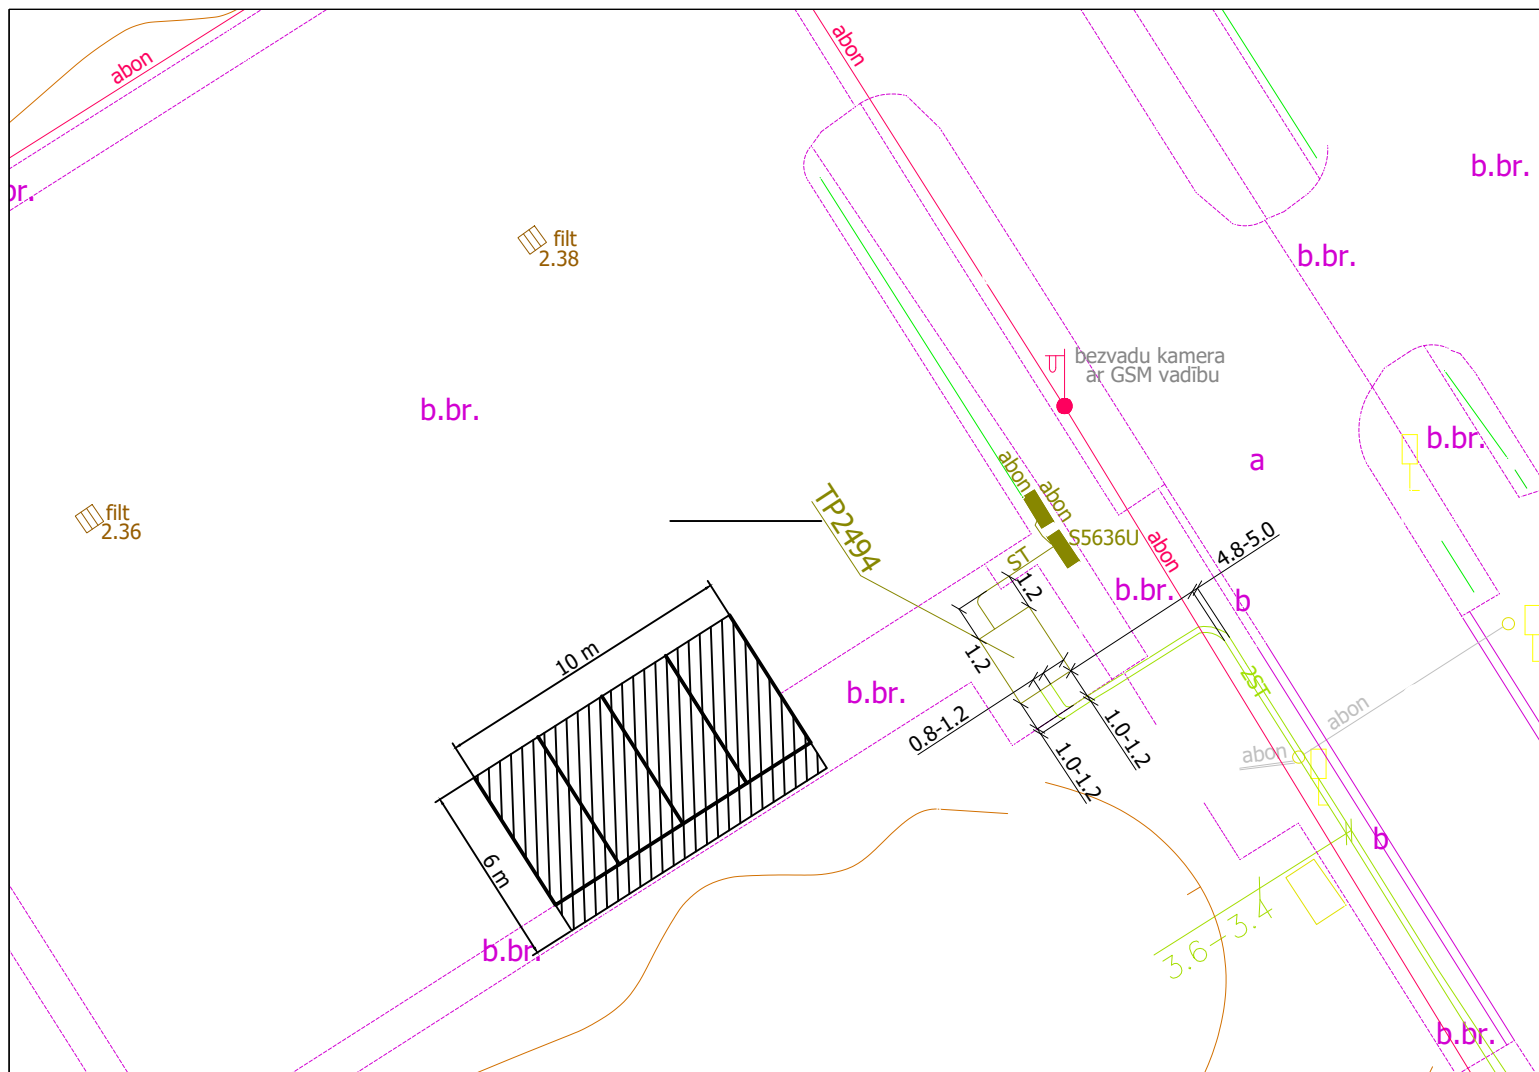 abon
abon
b.br.
br.
filt
2.38
b.br.
bezvadu kamera
ar GSM vadību
b.br.
b.br.
a
abon
abon
TP2494
filt
2.36
S5636U
abon
4.8-5.0
ST
1.2
b.br.
b
1.2
10 m
b.br.
2ST
0.8-1.2
1.0-1.2
1.0-1.2
abon
abon
b
6 m
3.6-3.4
b.br.
b.br.